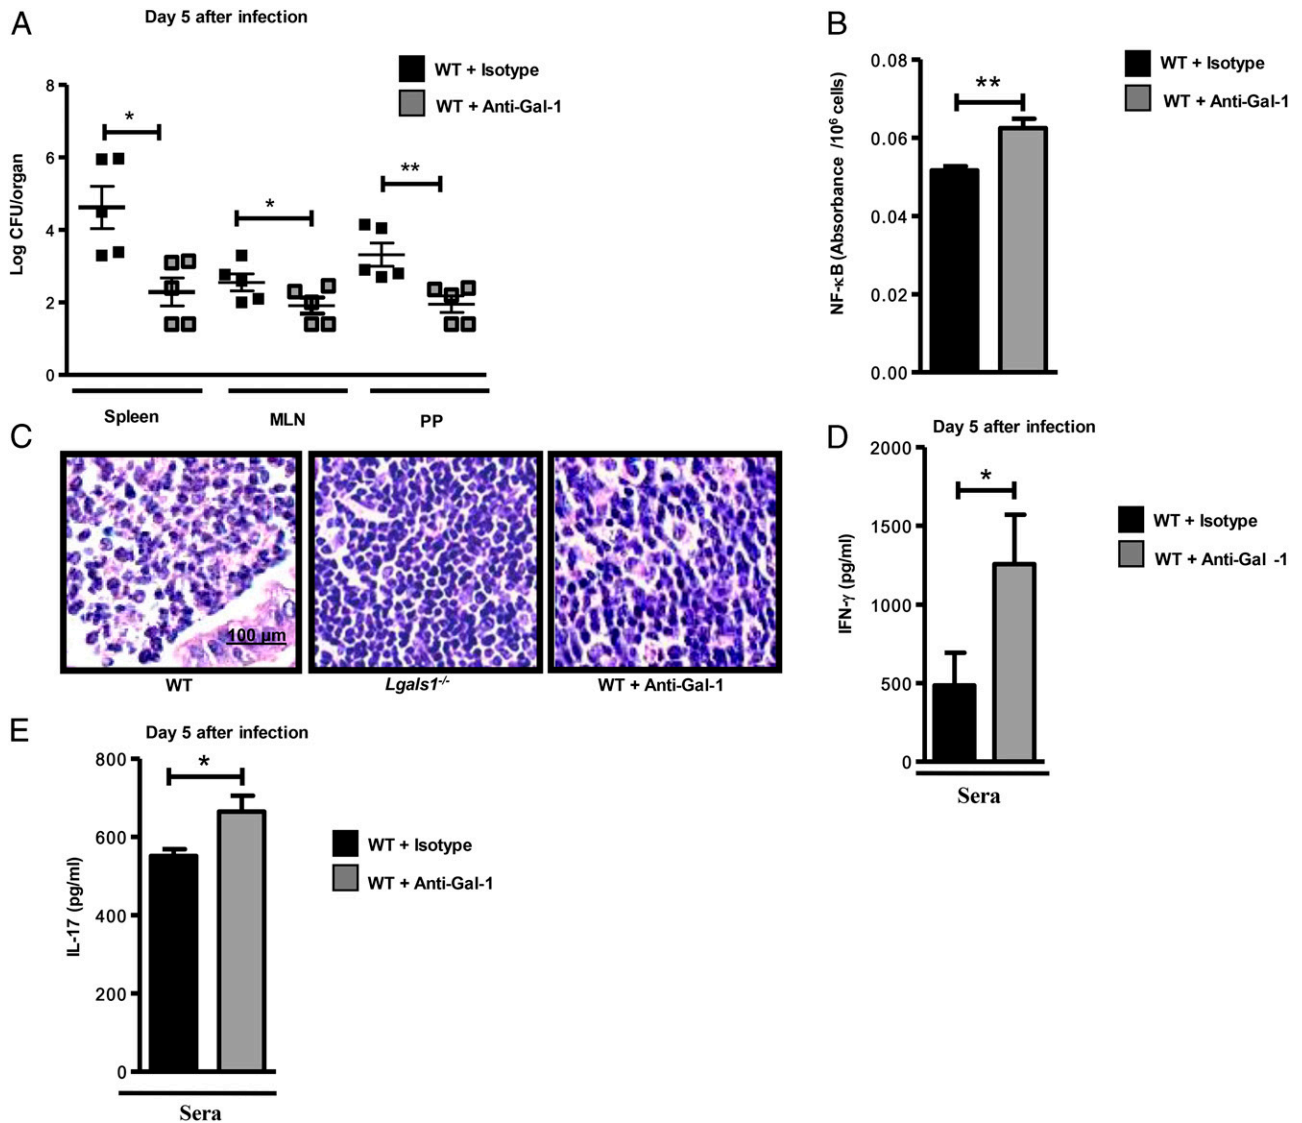 A
Day 5 after infection
WT + Isotype
WT + Anti-Gal-1
Log CFU/organ
8
6
4
2
0
*
*
**
Spleen
MLN
PP
B
WT + Isotype
WT + Anti-Gal-1
NF-κB (Absorbance /10⁶ cells)
0.08
0.06
0.04
0.02
0.00
**
C
100 µm
WT
Lgals1-/-
WT + Anti-Gal-1
D
Day 5 after infection
IFN-γ (pg/ml)
2000
1500
1000
500
0
*
WT + Isotype
WT + Anti-Gal -1
Sera
E
Day 5 after infection
IL-17 (pg/ml)
800
600
400
200
0
*
WT + Isotype
WT + Anti-Gal-1
Sera